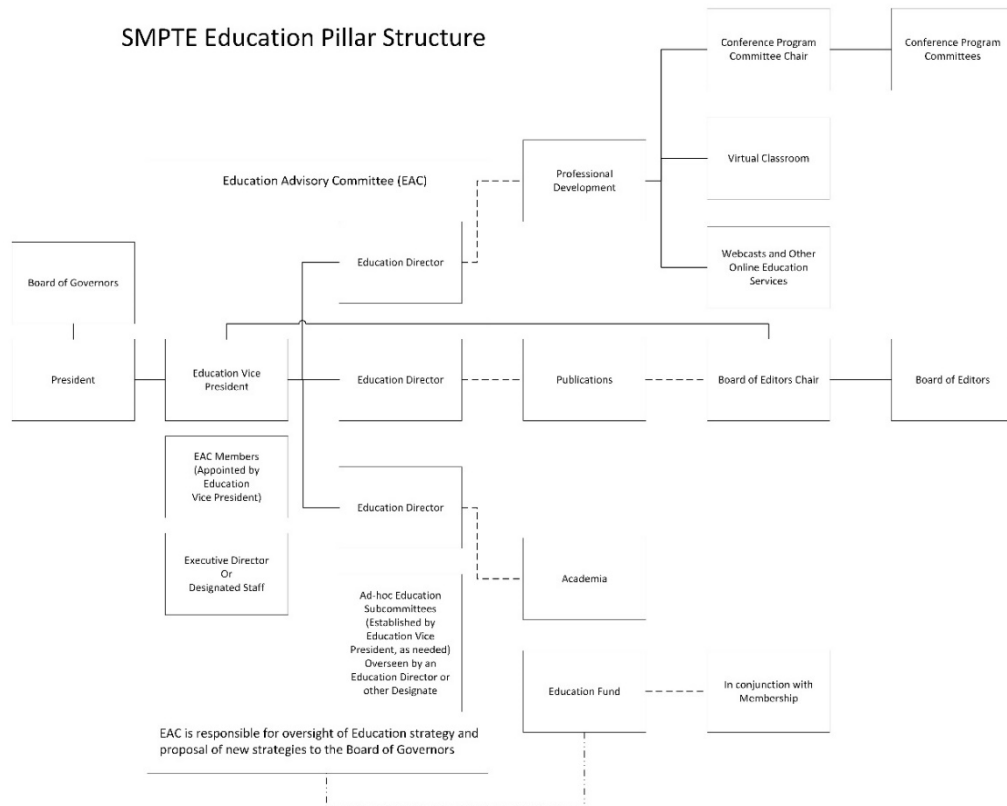 SMPTE Education Pillar Structure
Conference Program
Committee Chair
Conference Program
Committees
Education Advisory Committee (EAC)
Professional
Development
Virtual Classroom
Education Director
Webcasts and Other
Online Education
Services
Board of Governors
President
Education Vice
President
Education Director
Publications
Board of Editors Chair
Board of Editors
EAC Members
(Appointed by
Education
Vice President)
Education Director
Executive Director
Or
Designated Staff
Academia
Ad-hoc Education
Subcommittees
(Established by
Education Vice
President, as needed)
Overseen by an
Education Director or
other Designate
Education Fund
In conjunction with
Membership
EAC is responsible for oversight of Education strategy and
proposal of new strategies to the Board of Governors